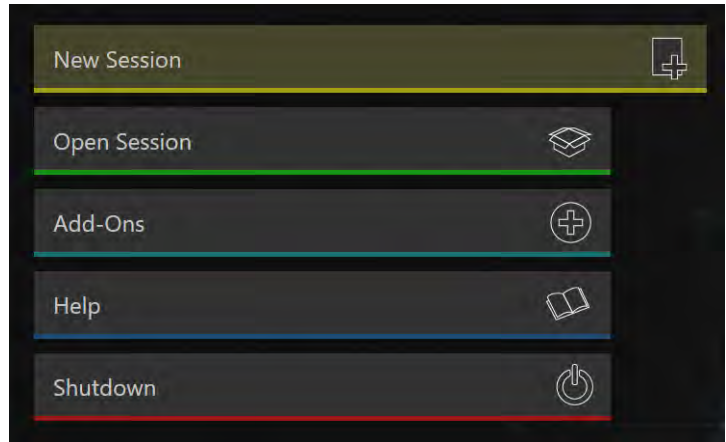 New Session
Open Session
Add-Ons
Help
Shutdown